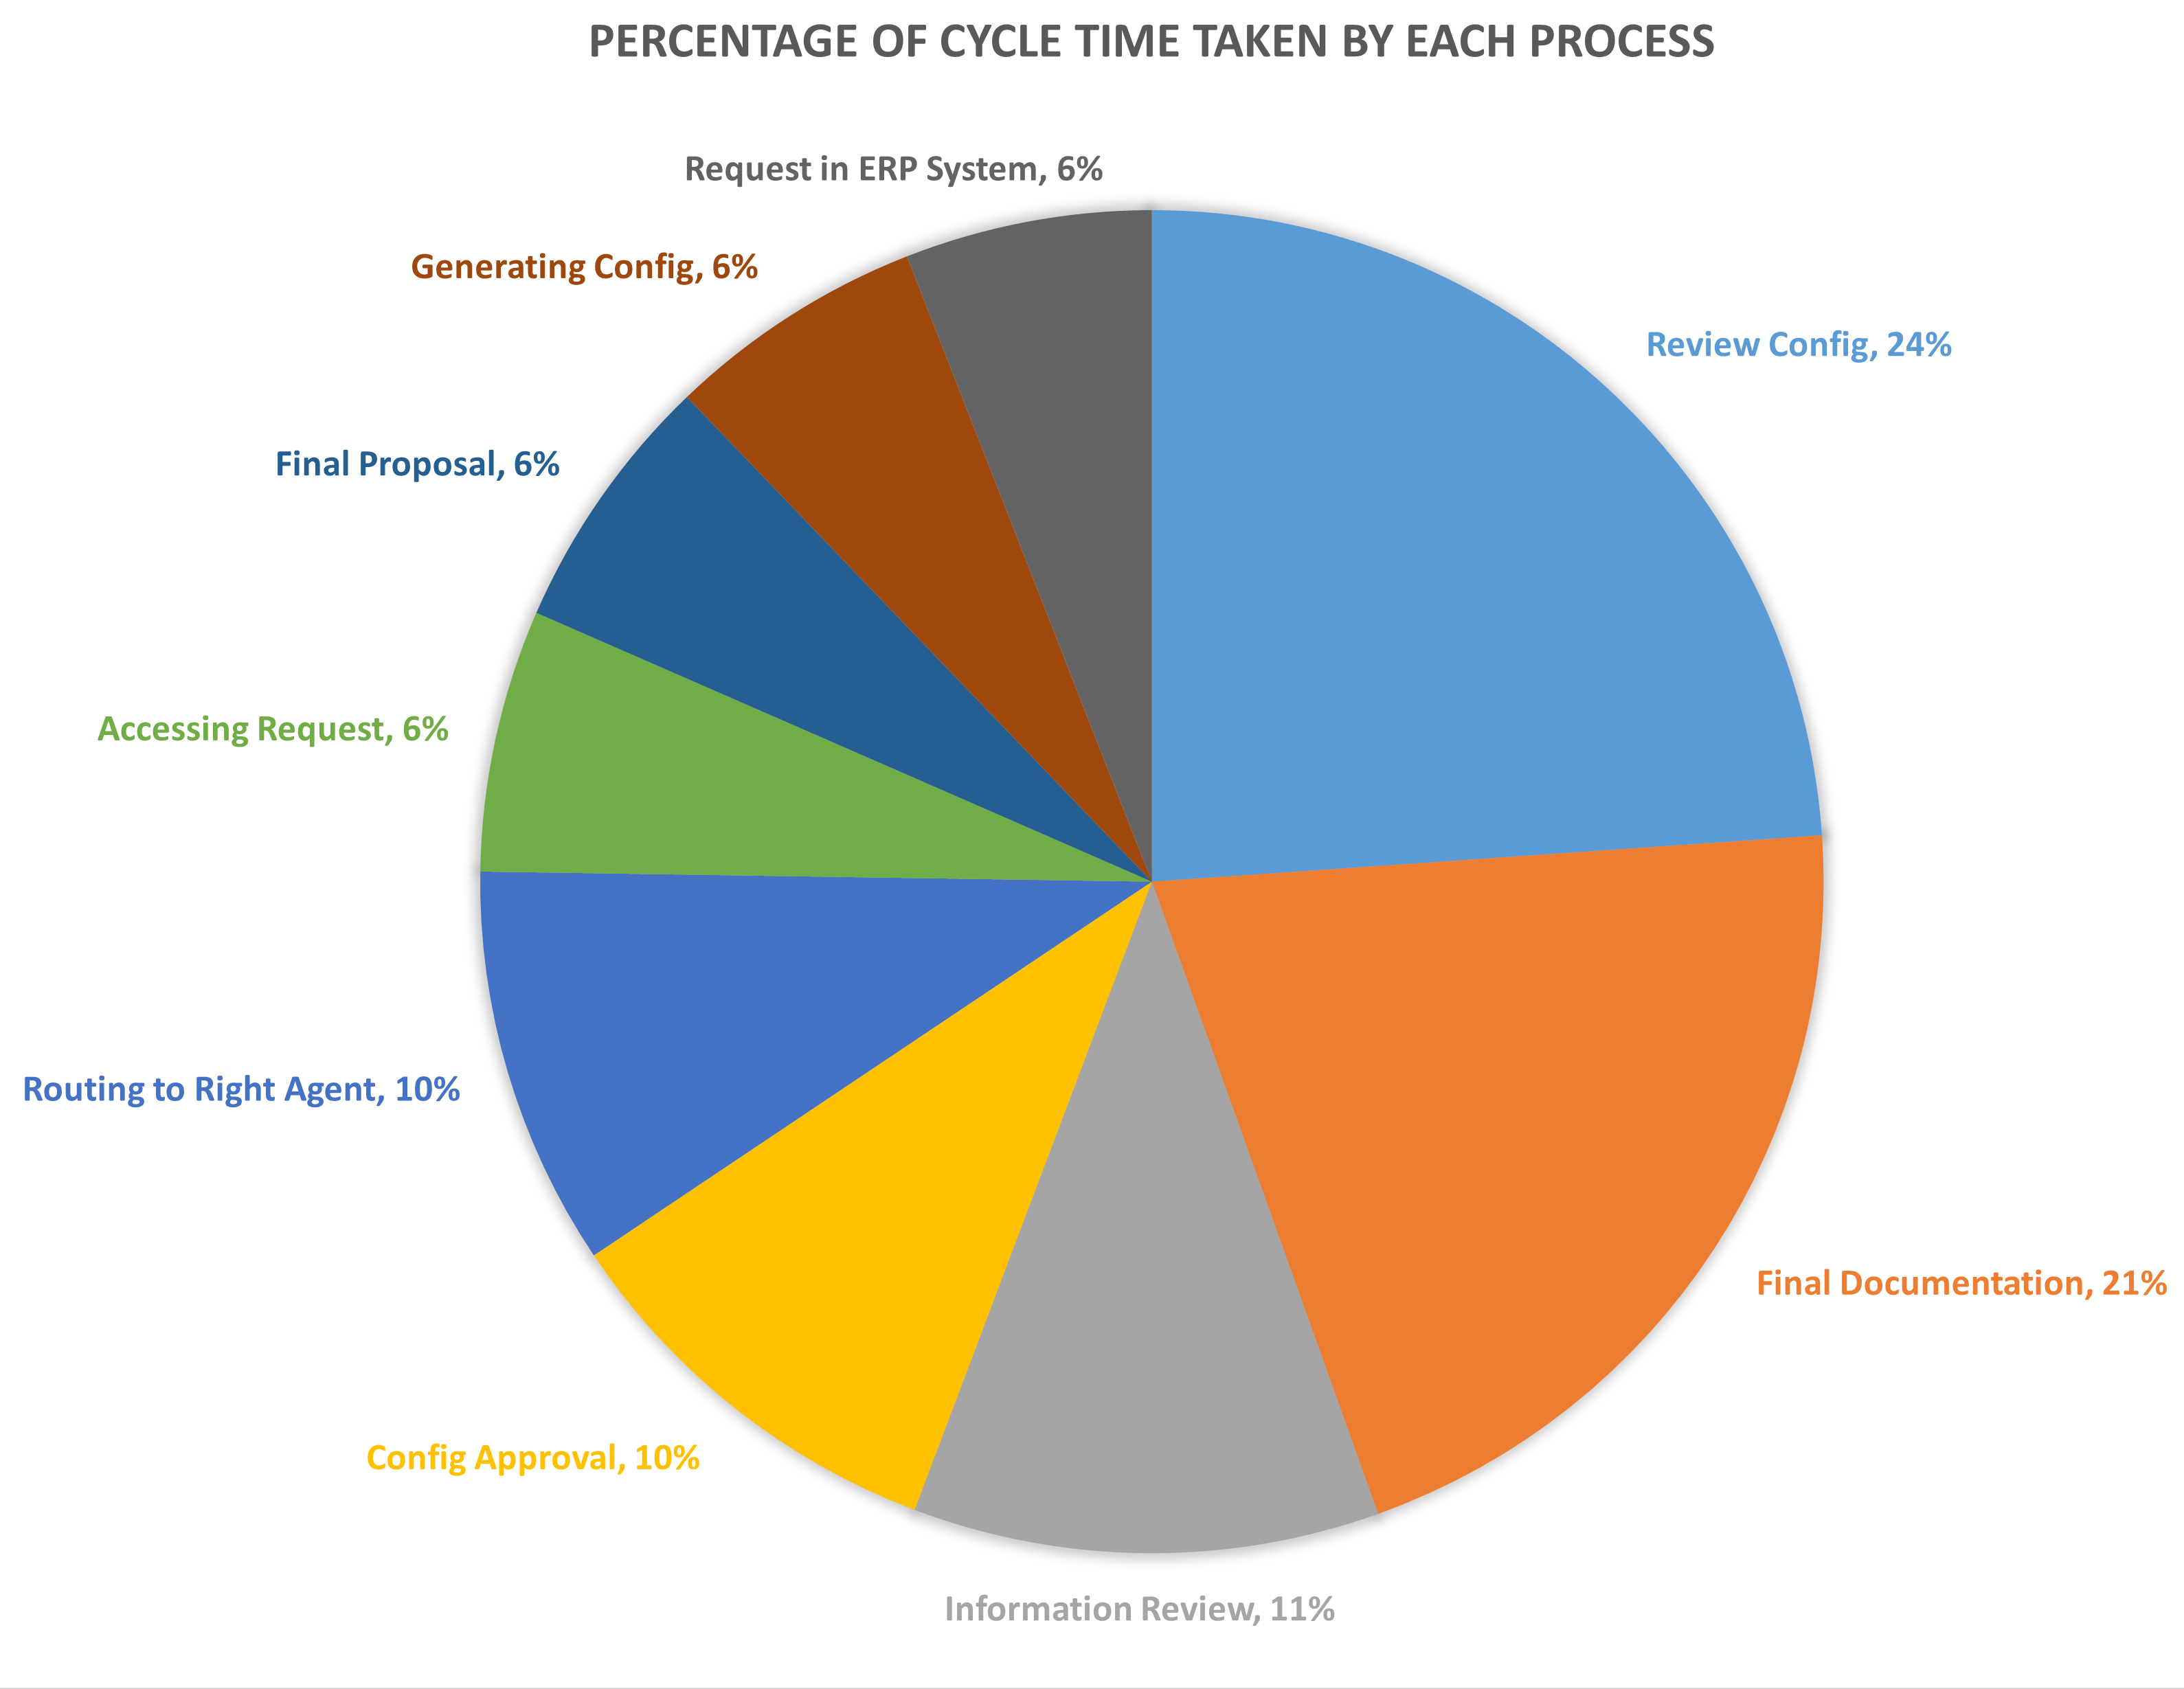 PERCENTAGE OF CYCLE TIME TAKEN BY EACH PROCESS
Request in ERP System, 6%
Generating Config, 6%
Review Config, 24%
Final Proposal, 6%
Accessing Request, 6%
Routing to Right Agent, 10%
Final Documentation, 21%
Config Approval, 10%
Information Review, 11%